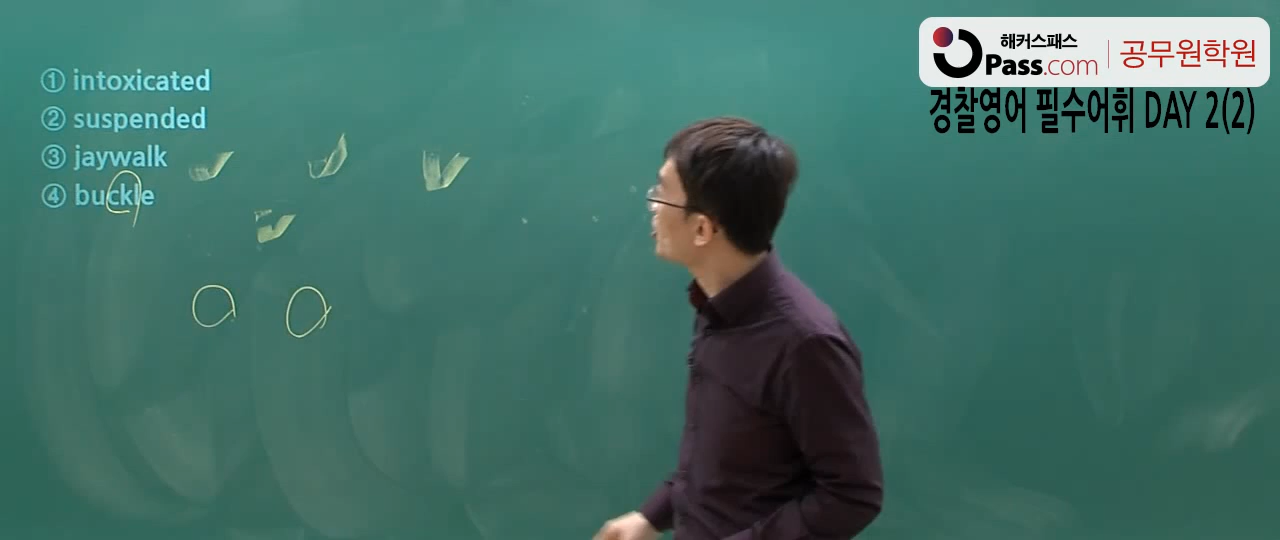 ① intoxicated
② suspended
③ jaywalk
④ buckle
해커스패스
Pass.com
공무원학원
경찰영어 필수어휘 DAY 2(2)